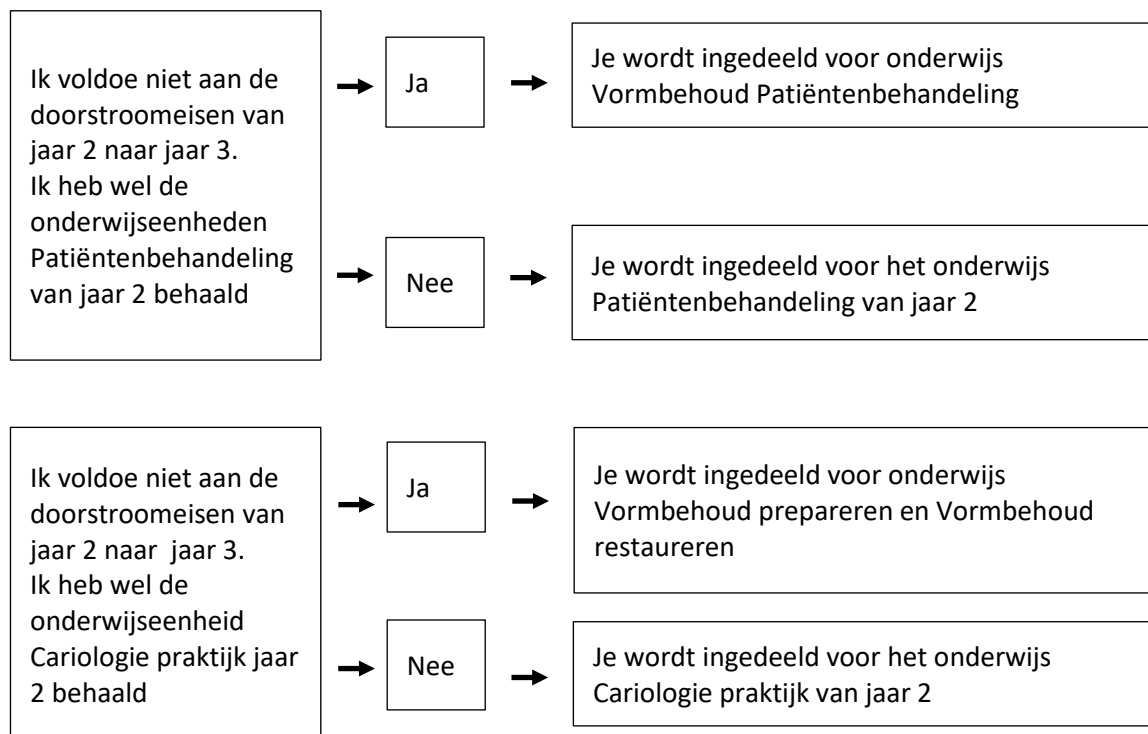 Ik voldoe niet aan de
doorstroomeisen van
jaar 2 naar jaar 3.
Ik heb wel de
onderwijseenheden
Patiëntenbehandeling
van jaar 2 behaald
Ja
Je wordt ingedeeld voor onderwijs
Vormbehoud Patiëntenbehandeling
Nee
Je wordt ingedeeld voor het onderwijs
Patiëntenbehandeling van jaar 2
Ik voldoe niet aan de
doorstroomeisen van
jaar 2 naar  jaar 3.
Ik heb wel de
onderwijseenheid
Cariologie praktijk jaar
2 behaald
Ja
Je wordt ingedeeld voor onderwijs
Vormbehoud prepareren en Vormbehoud
restaureren
Nee
Je wordt ingedeeld voor het onderwijs
Cariologie praktijk van jaar 2